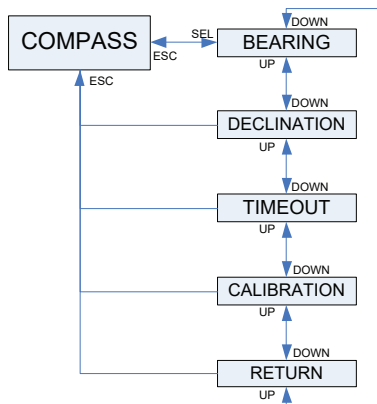 DOWN
COMPASS
SEL
BEARING
ESC
UP
ESC
DOWN
DECLINATION
UP
DOWN
TIMEOUT
UP
DOWN
CALIBRATION
UP
DOWN
RETURN
UP